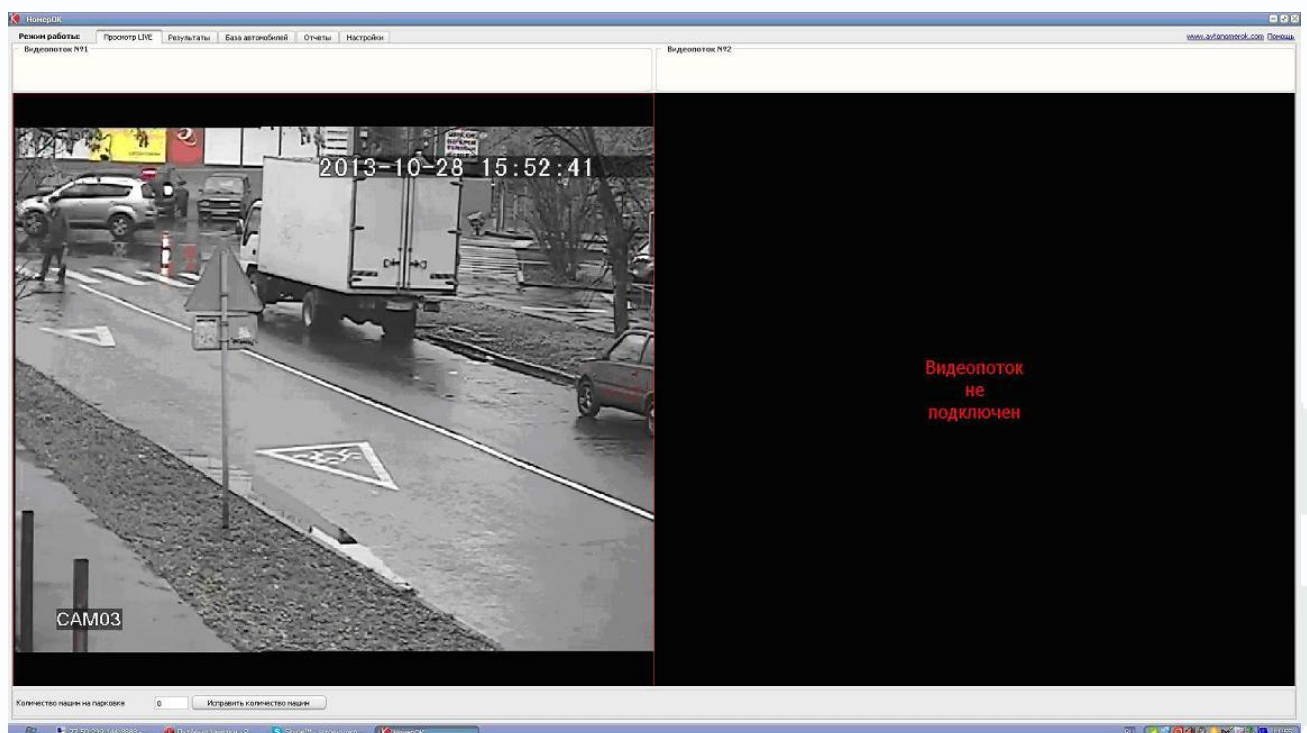 НомерОК
Режим работы: Просмотр LIVE Результаты База автомобилей Отчеты Настройки www.avtonomerok.com Помощь
Видеопоток №1 Видеопоток №2
2013-10-28 15:52:41
Видеопоток
не
подключен
CAM03
Количество машин на парковке 0 Исправить количество машин
НомерОК